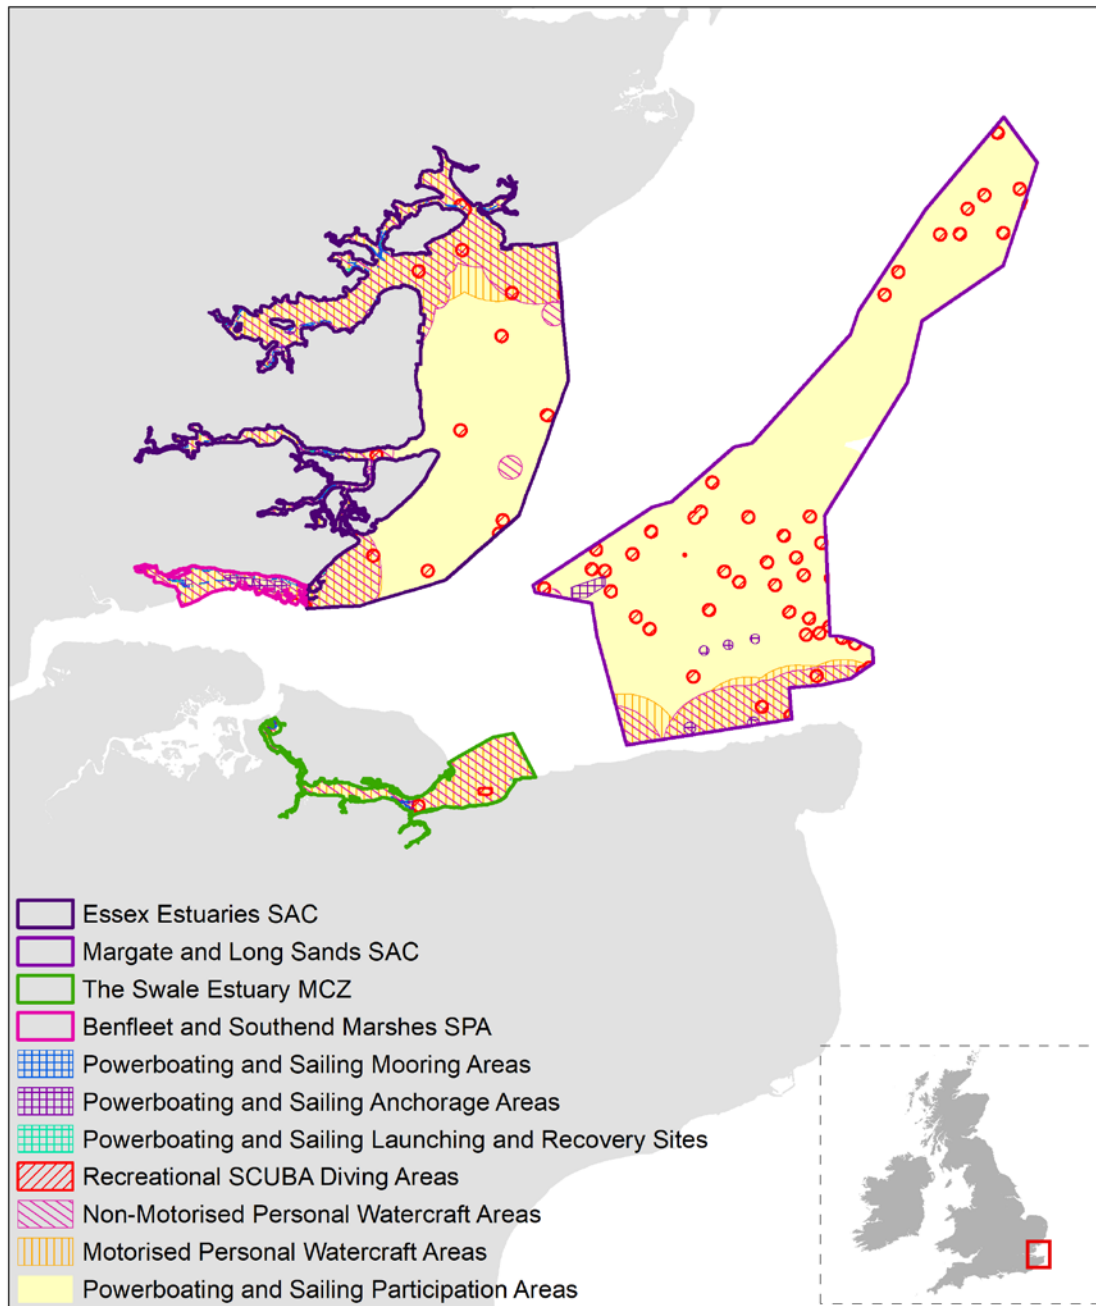 Essex Estuaries SAC
Margate and Long Sands SAC
The Swale Estuary MCZ
Benfleet and Southend Marshes SPA
Powerboating and Sailing Mooring Areas
Powerboating and Sailing Anchorage Areas
Powerboating and Sailing Launching and Recovery Sites
Recreational SCUBA Diving Areas
Non-Motorised Personal Watercraft Areas
Motorised Personal Watercraft Areas
Powerboating and Sailing Participation Areas